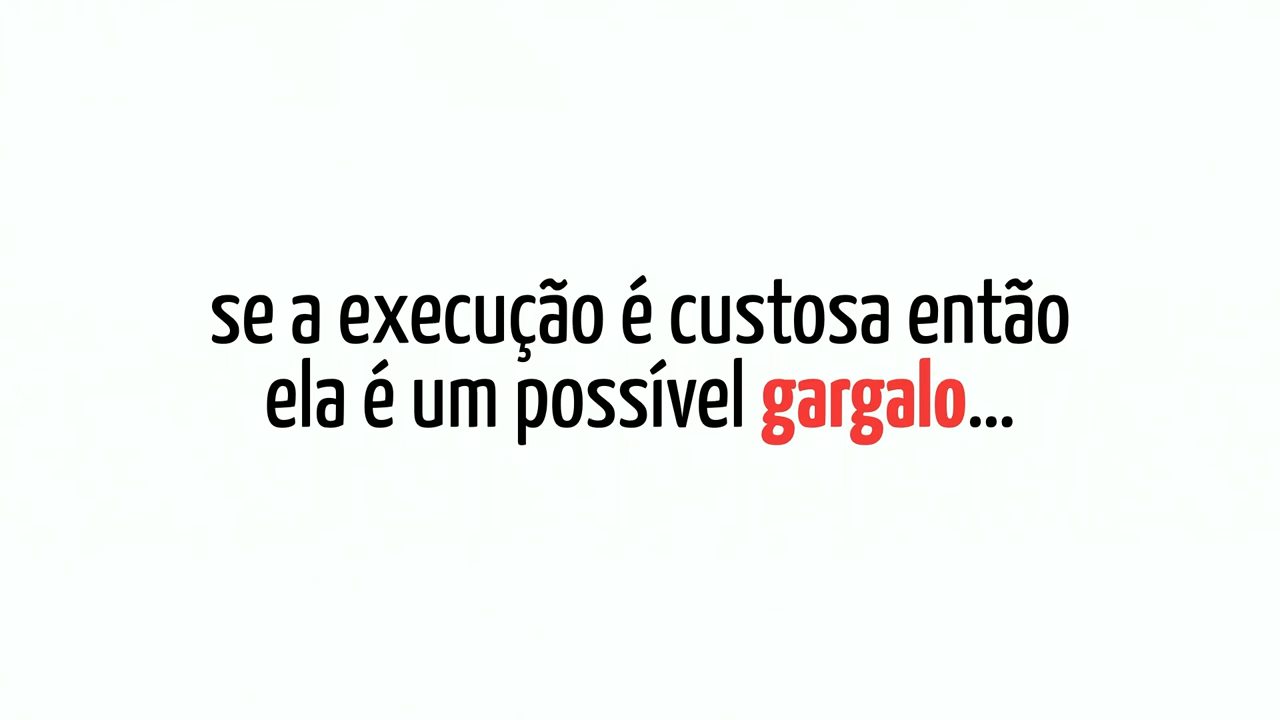 se a execução é custosa então
ela é um possível gargalo...